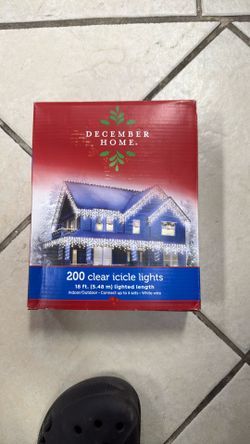 DECEMBER
HOME®
200 clear icicle lights
18 ft. (5.48 m) lighted length
Indoor/Outdoor • Connect up to 4 sets • White wire